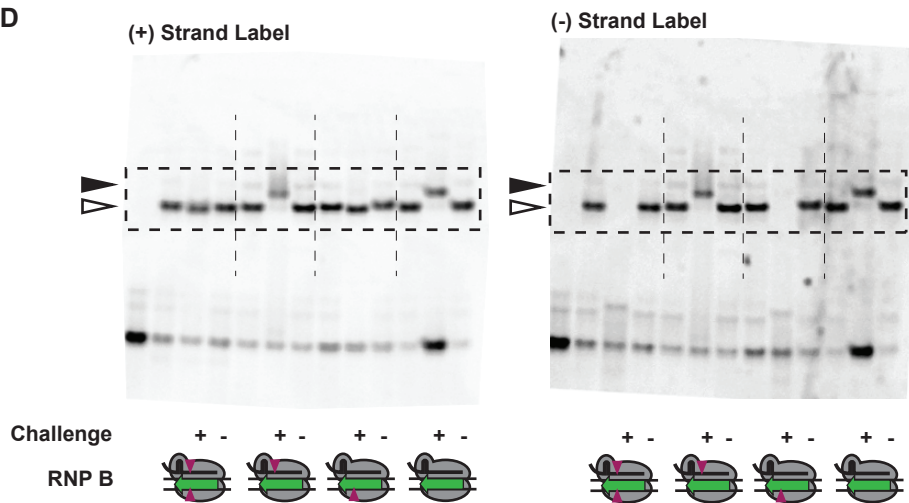 D
(+) Strand Label
(-) Strand Label
Challenge + - + - + - + - + - + - + - + -
RNP B